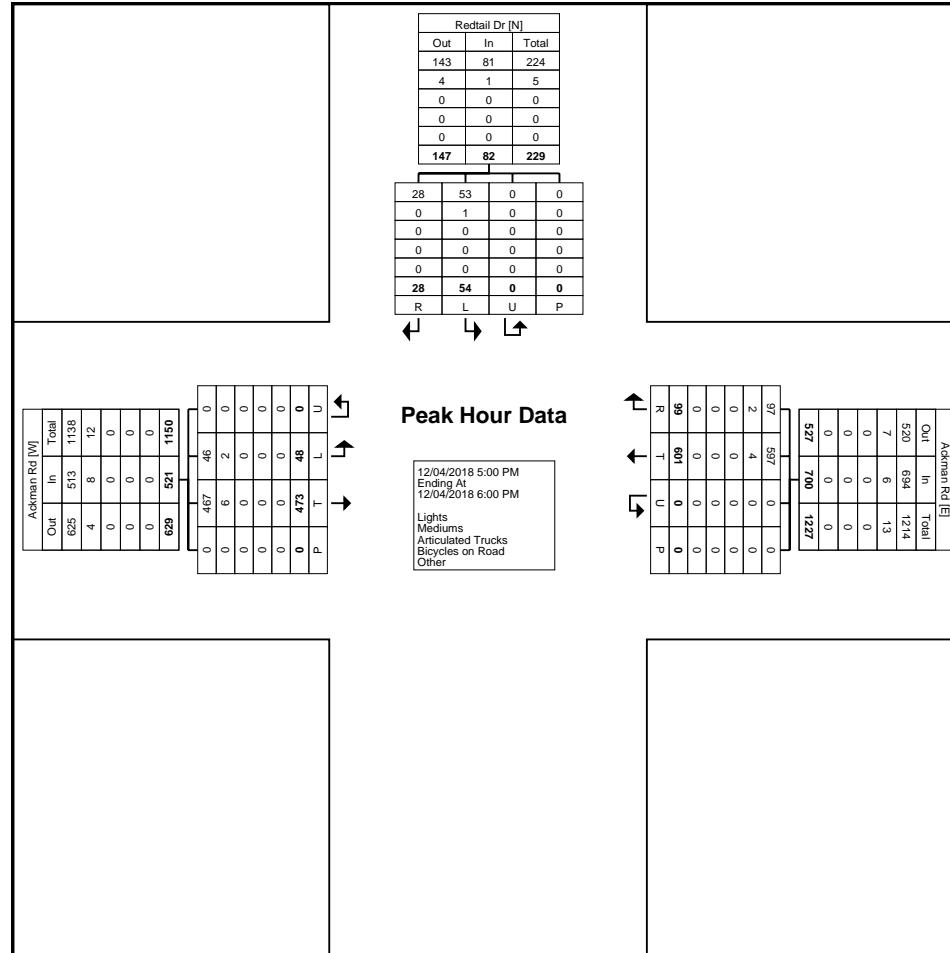 Redtail Dr [N]
Out In Total
143 81 224
4 1 5
0 0 0
0 0 0
0 0 0
147 82 229
28 53 0 0
0 1 0 0
0 0 0 0
0 0 0 0
0 0 0 0
28 54 0 0
R L U P
Peak Hour Data
12/04/2018 5:00 PM
Ending At
12/04/2018 6:00 PM
Lights
Mediums
Articulated Trucks
Bicycles on Road
Other
Ackman Rd [W]
Total In Out
1138 513 625
12 8 4
0 0 0
0 0 0
0 0 0
1150 521 629
0 46 467 0
0 2 6 0
0 0 0 0
0 0 0 0
0 0 0 0
0 48 473 0
U L T P
Ackman Rd [E]
Out In Total
520 694 1214
7 6 13
0 0 0
0 0 0
0 0 0
527 700 1227
97 597 0 0
2 4 0 0
0 0 0 0
0 0 0 0
0 0 0 0
99 601 0 0
R T U P